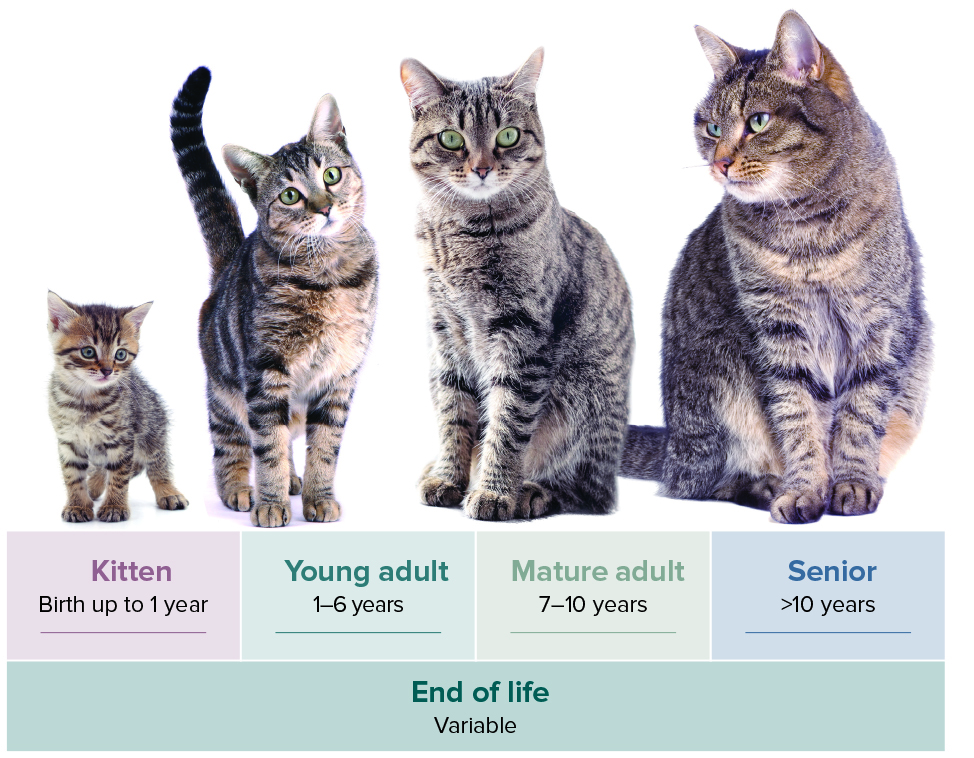 Kitten
Birth up to 1 year
Young adult
1–6 years
Mature adult
7–10 years
Senior
>10 years
End of life
Variable